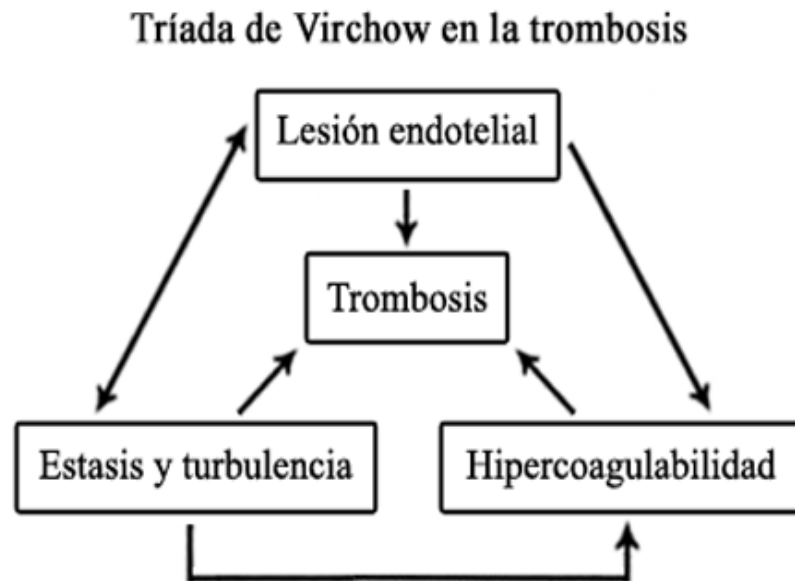 Tríada de Virchow en la trombosis
Lesión endotelial
Trombosis
Estasis y turbulencia
Hipercoagulabilidad